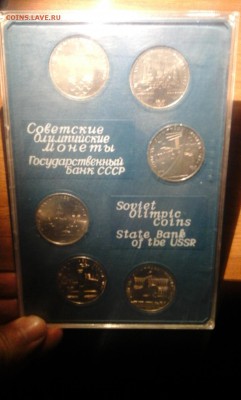 COINS.LAVE.RU
Советские
Олимпийские
Монеты
Государственный
Банк СССР
Soviet
Olympic
coins
State Bank
of the USSR